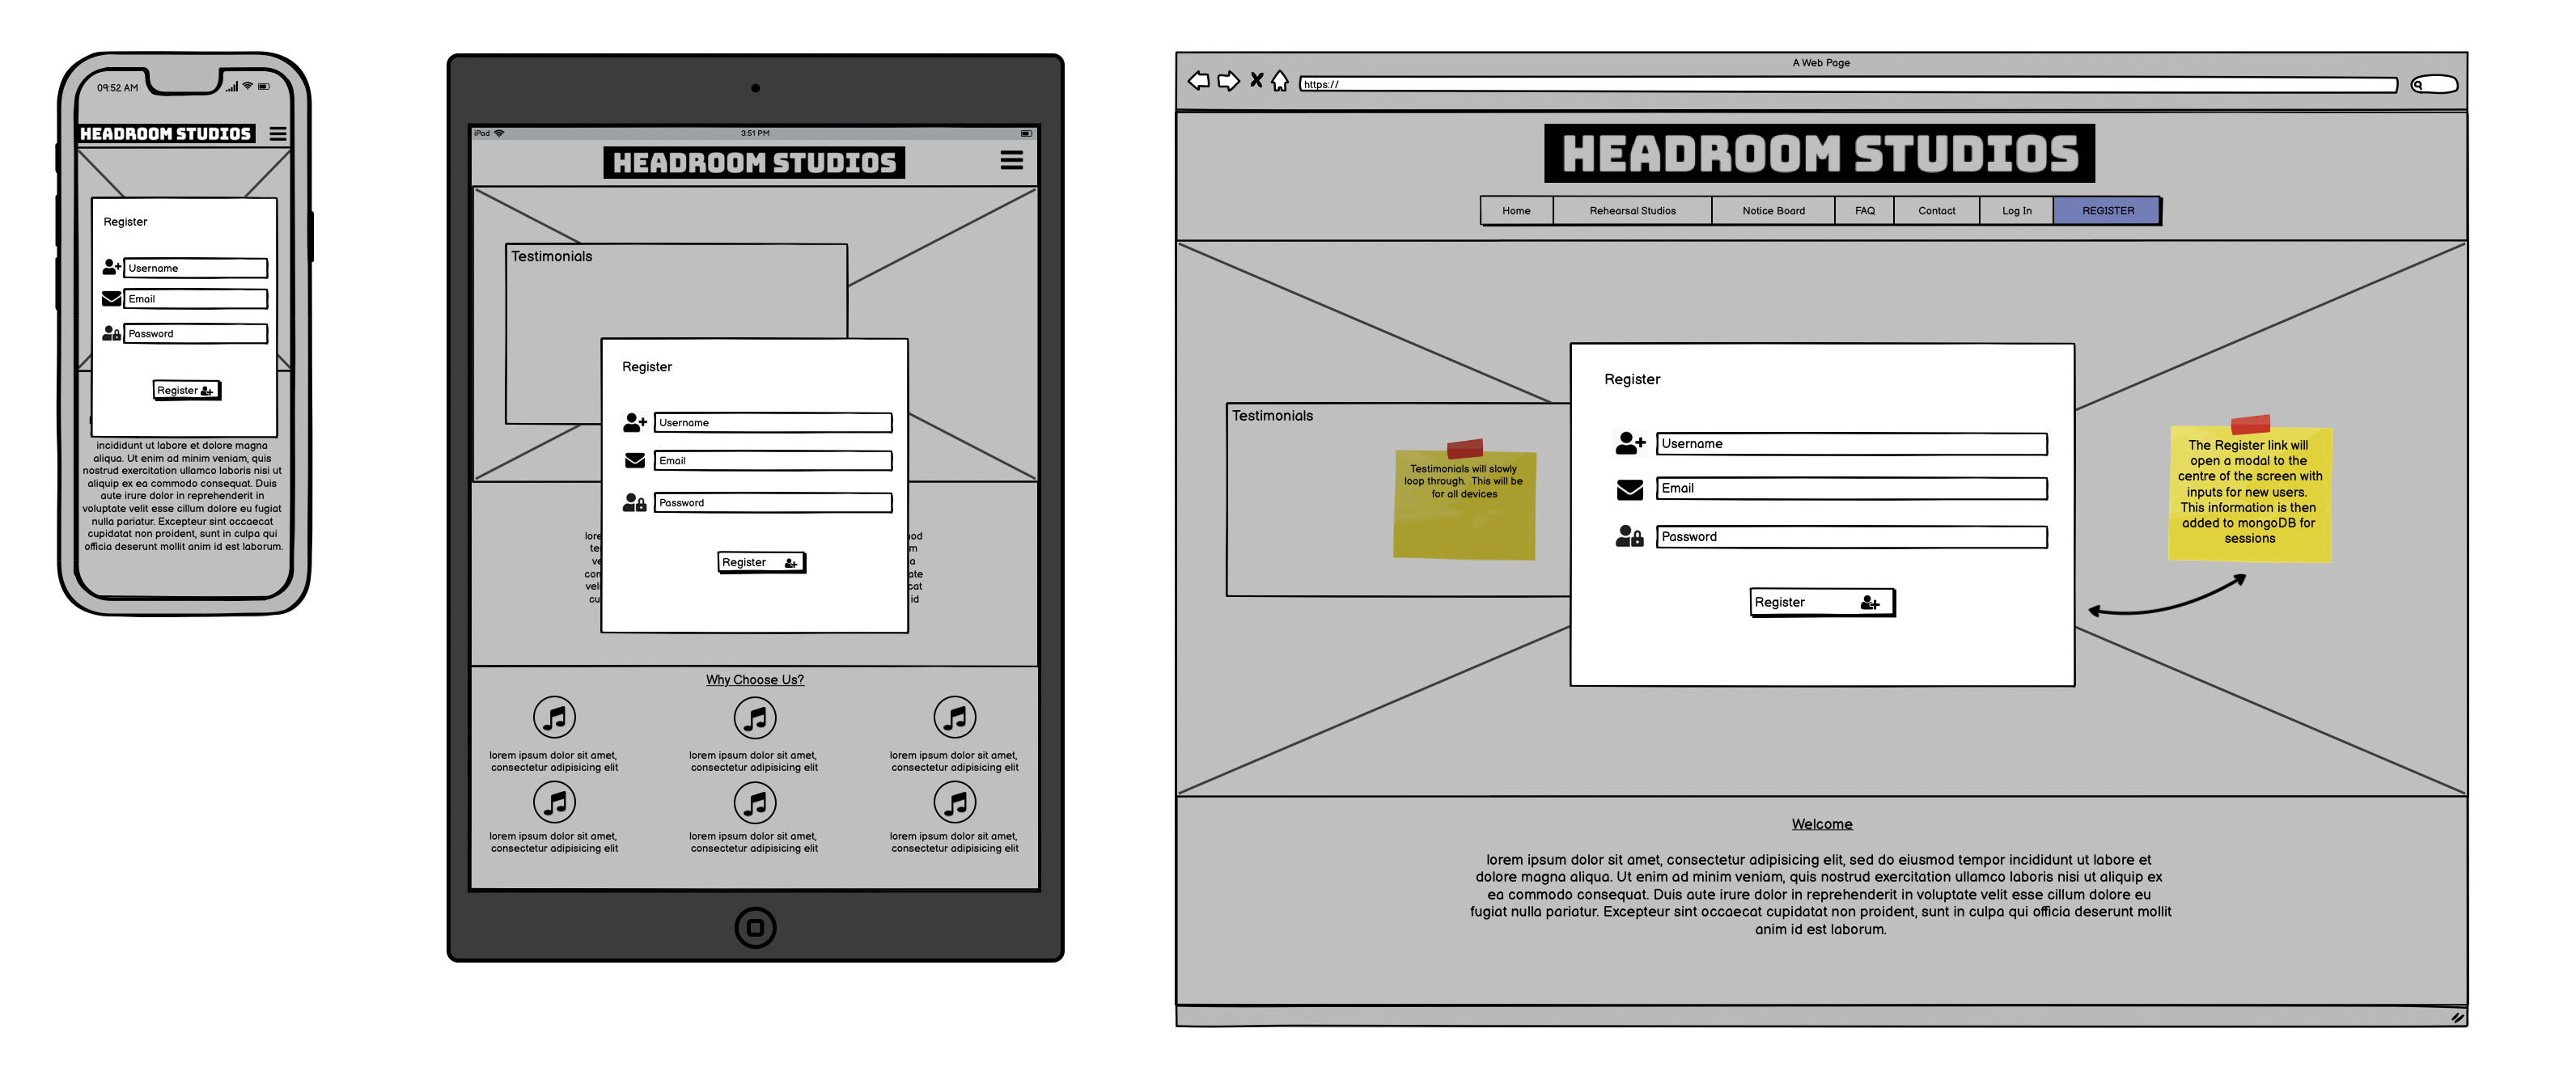 09:52 AM
HEADROOM STUDIOS
Register
Username
Email
Password
Register
incididunt ut labore et dolore magna
aliqua. Ut enim ad minim veniam, quis
nostrud exercitation ullamco laboris nisi ut
aliquip ex ea commodo consequat. Duis
aute irure dolor in reprehenderit in
voluptate velit esse cillum dolore eu fugiat
nulla pariatur. Excepteur sint occaecat
cupidatat non proident, sunt in culpa qui
officia deserunt mollit anim id est laborum.
iPad
3:51 PM
HEADROOM STUDIOS
Testimonials
Register
Username
Email
Password
Register
Why Choose Us?
lorem ipsum dolor sit amet,
consectetur adipisicing elit
lorem ipsum dolor sit amet,
consectetur adipisicing elit
lorem ipsum dolor sit amet,
consectetur adipisicing elit
lorem ipsum dolor sit amet,
consectetur adipisicing elit
lorem ipsum dolor sit amet,
consectetur adipisicing elit
lorem ipsum dolor sit amet,
consectetur adipisicing elit
A Web Page
https://
HEADROOM STUDIOS
Home Rehearsal Studios Notice Board FAQ Contact Log In REGISTER
Testimonials
Testimonials will slowly
loop through. This will be
for all devices
Register
Username
Email
Password
Register
The Register link will
open a modal to the
centre of the screen with
inputs for new users.
This information is then
added to mongoDB for
sessions
Welcome
lorem ipsum dolor sit amet, consectetur adipisicing elit, sed do eiusmod tempor incididunt ut labore et
dolore magna aliqua. Ut enim ad minim veniam, quis nostrud exercitation ullamco laboris nisi ut aliquip ex
ea commodo consequat. Duis aute irure dolor in reprehenderit in voluptate velit esse cillum dolore eu
fugiat nulla pariatur. Excepteur sint occaecat cupidatat non proident, sunt in culpa qui officia deserunt mollit
anim id est laborum.